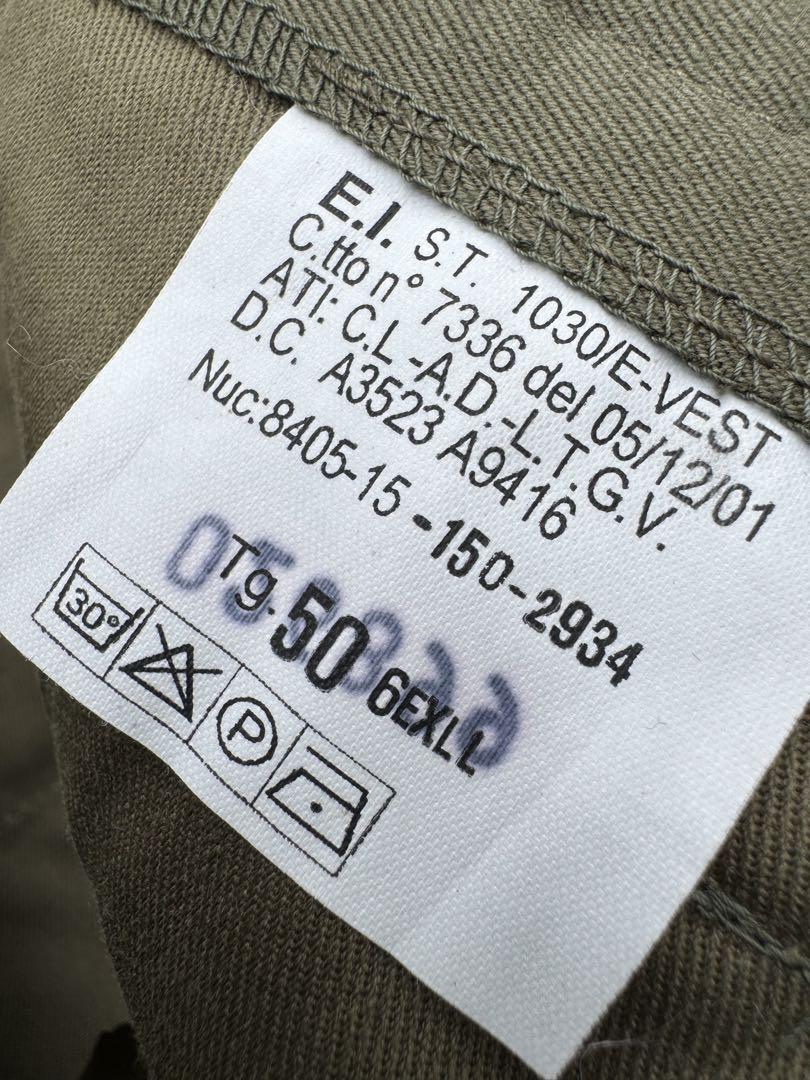 E.I. S.T. 1030/E-VEST
C.tto n° 7336 del 05/12/01
ATI: C.L-A.D.-L.T.G.V.
D.C. A3523 A9416
Nuc:8405-15-150-2934
Tg.50 6EXLL
30°
P